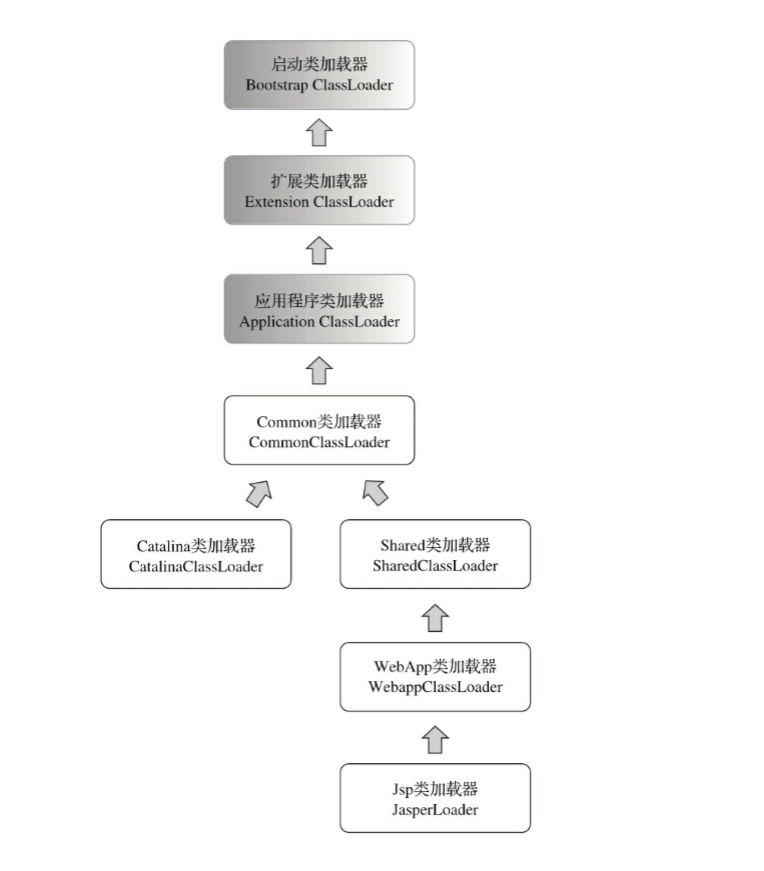 启动类加载器
Bootstrap ClassLoader
扩展类加载器
Extension ClassLoader
应用程序类加载器
Application ClassLoader
Common类加载器
CommonClassLoader
Catalina类加载器
CatalinaClassLoader
Shared类加载器
SharedClassLoader
WebApp类加载器
WebappClassLoader
Jsp类加载器
JasperLoader